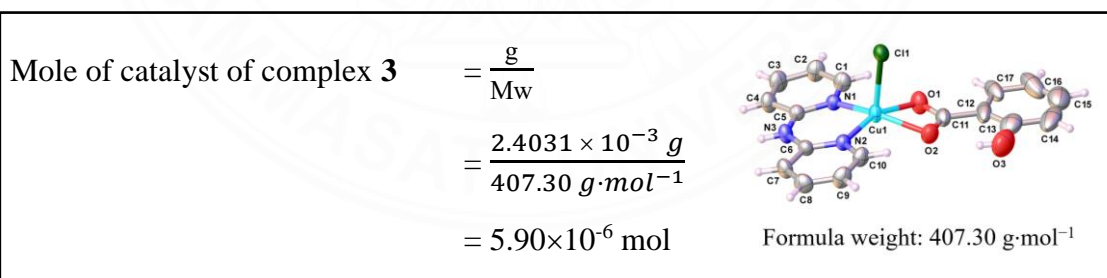 Mole of catalyst of complex 3 = g/Mw
= 2.4031 × 10⁻³ g / 407.30 g·mol⁻¹
= 5.90×10⁻⁶ mol
Cl1
C3 C2 C1
C4 N1 O1 C17 C16
C5 C12 C15
N3 Cu1 C11 C13
C6 N2 O2 C14
C7 C10 O3
C8 C9
Formula weight: 407.30 g·mol⁻¹